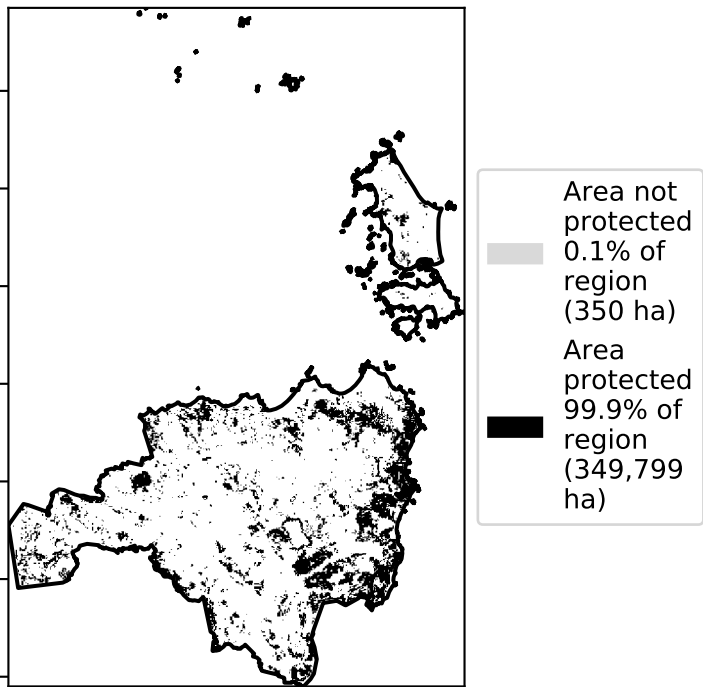 Area not
protected
0.1% of
region
(350 ha)
Area
protected
99.9% of
region
(349,799
ha)